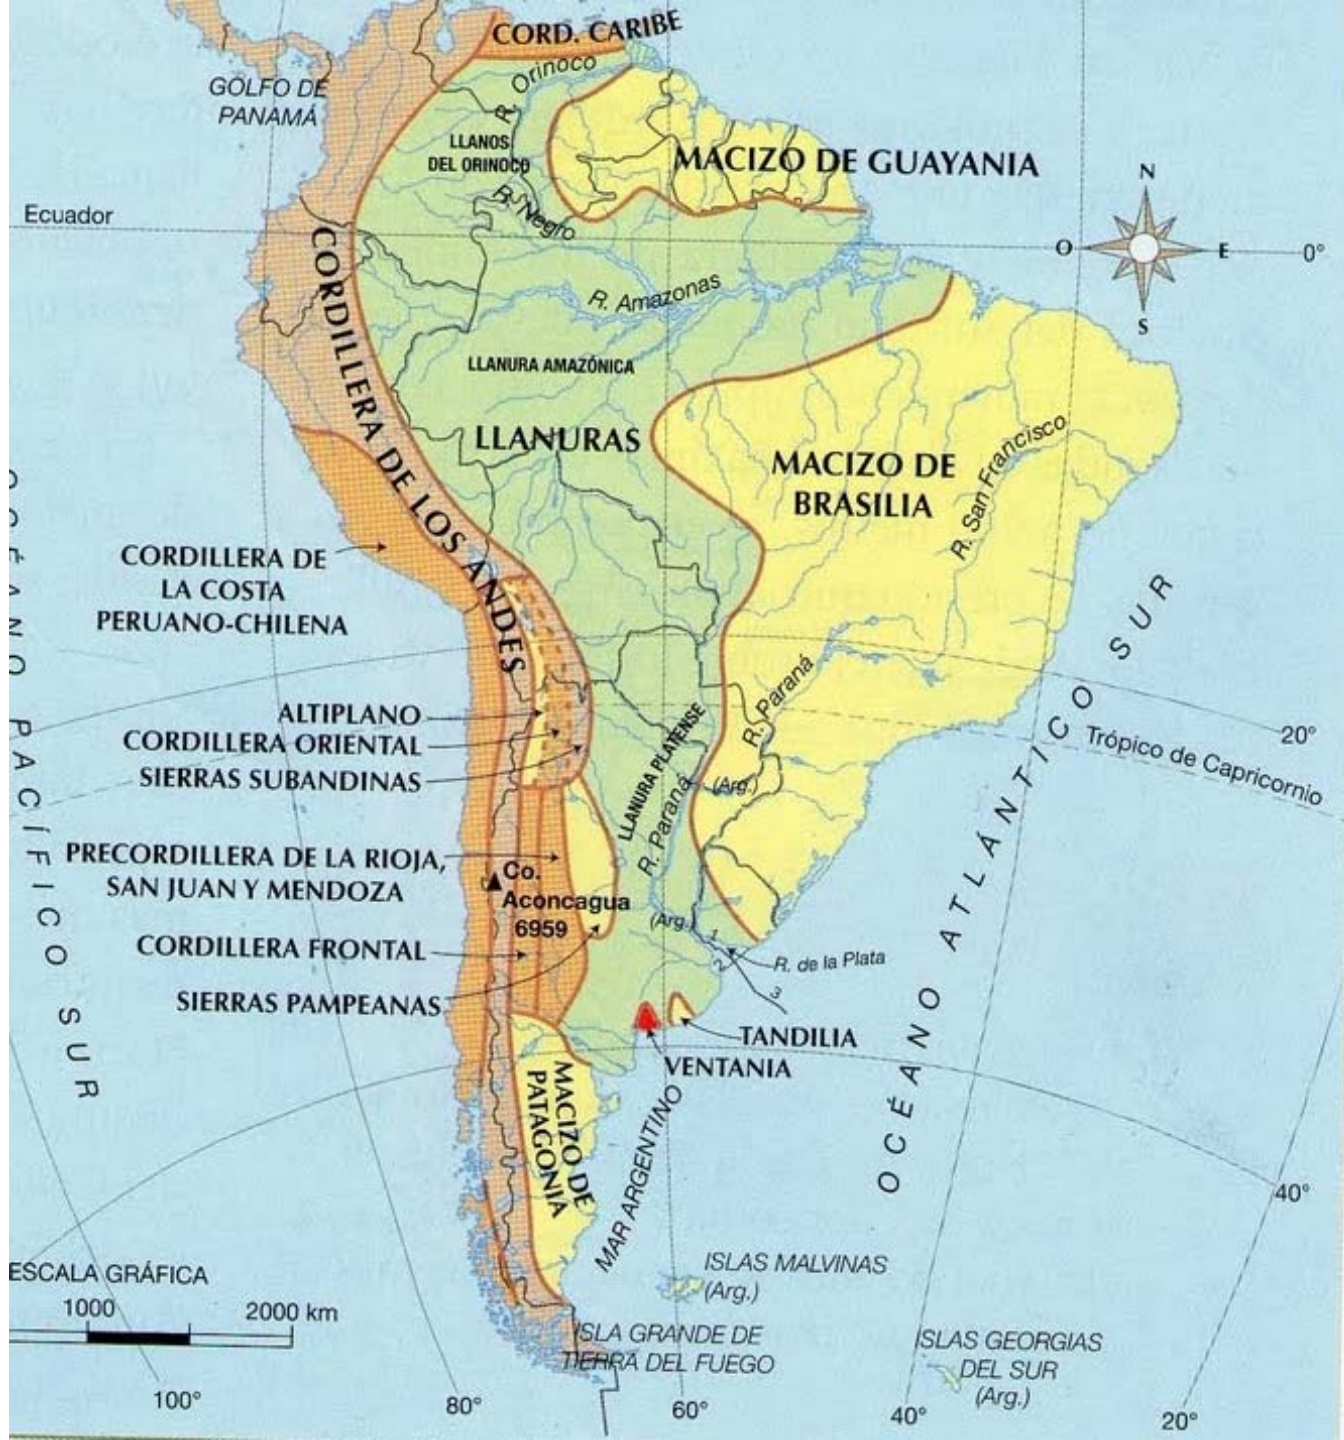 CORD. CARIBE
GOLFO DE
PANAMÁ
R. Orinoco
LLANOS
DEL ORINOCO
MACIZO DE GUAYANIA
N
R. Negro
Ecuador
O
E
0°
S
R. Amazonas
CORDILLERA DE LOS ANDES
LLANURA AMAZÓNICA
LLANURAS
MACIZO DE
BRASILIA
R. San Francisco
CORDILLERA DE
LA COSTA
PERUANO-CHILENA
OCÉANO PACÍFICO SUR
OCÉANO ATLÁNTICO SUR
R. Paraná
ALTIPLANO
CORDILLERA ORIENTAL
SIERRAS SUBANDINAS
LLANURA PLATENSE
20°
Trópico de Capricornio
(Arg.)
R. Paraná
PRECORDILLERA DE LA RIOJA,
SAN JUAN Y MENDOZA
Co.
Aconcagua
6959
(Arg.)
1
2
3
CORDILLERA FRONTAL
R. de la Plata
SIERRAS PAMPEANAS
TANDILIA
VENTANIA
MACIZO DE
PATAGONIA
MAR ARGENTINO
40°
ISLAS MALVINAS
(Arg.)
ESCALA GRÁFICA
1000
2000 km
ISLA GRANDE DE
TIERRA DEL FUEGO
ISLAS GEORGIAS
DEL SUR
(Arg.)
100°
80°
60°
40°
20°